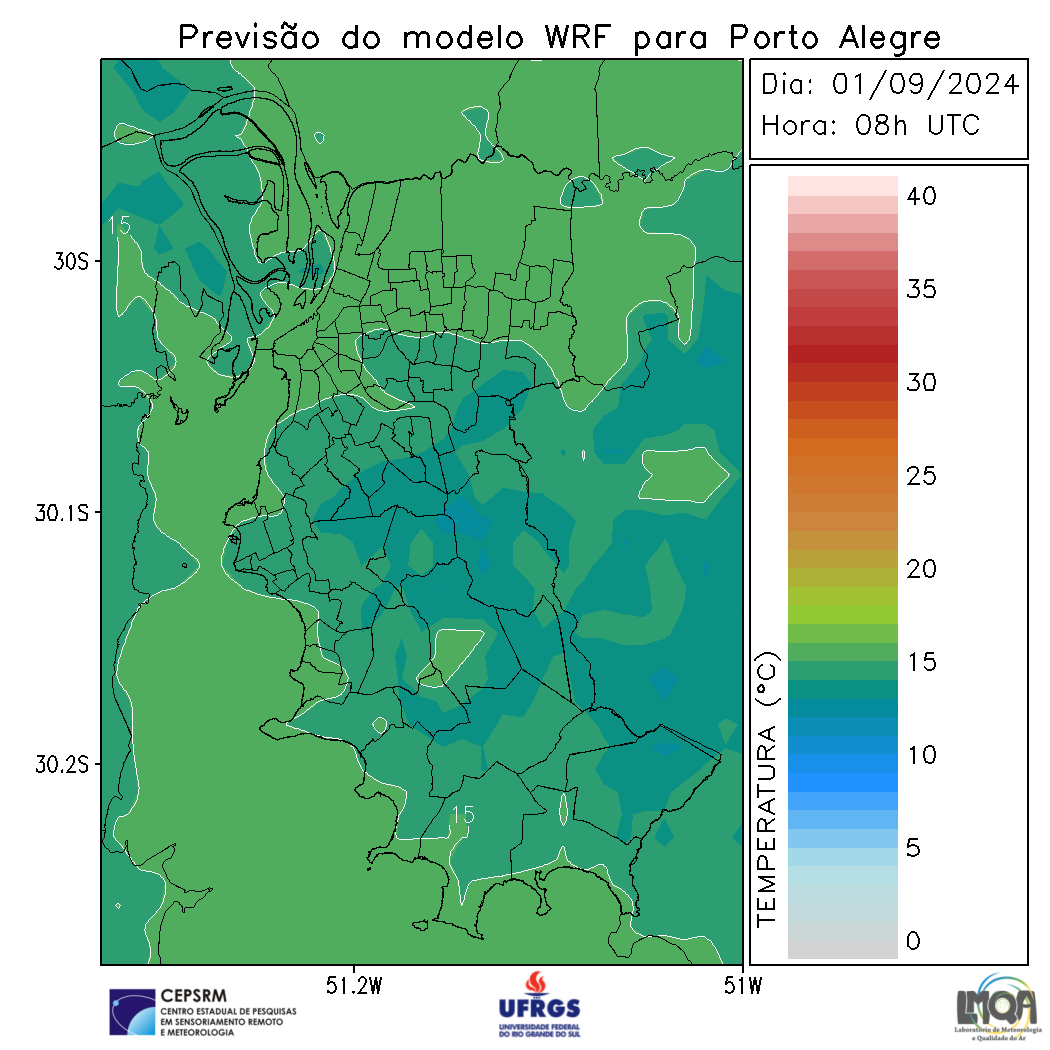 Previsão do modelo WRF para Porto Alegre
Dia: 01/09/2024
Hora: 08h UTC
15
30S
30.1S
30.2S
15
51.2W
51W
TEMPERATURA (°C)
40
35
30
25
20
15
10
5
0
CEPSRM
CENTRO ESTADUAL DE PESQUISAS
EM SENSORIAMENTO REMOTO
E METEOROLOGIA
UFRGS
UNIVERSIDADE FEDERAL
DO RIO GRANDE DO SUL
LMQA
Laboratório de Meteorologia
e Qualidade do Ar